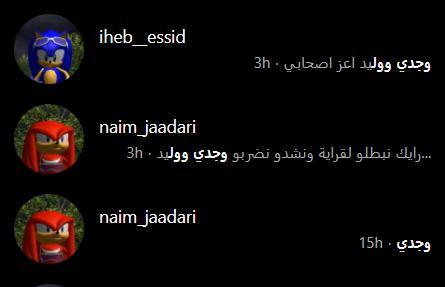 iheb__essid
وجدي ووليد اعز اصحابي · 3h
naim_jaadari
...رايك نبطلو لقراية ونشدو نضربو وجدي ووليد · 3h
naim_jaadari
وجدي · 15h